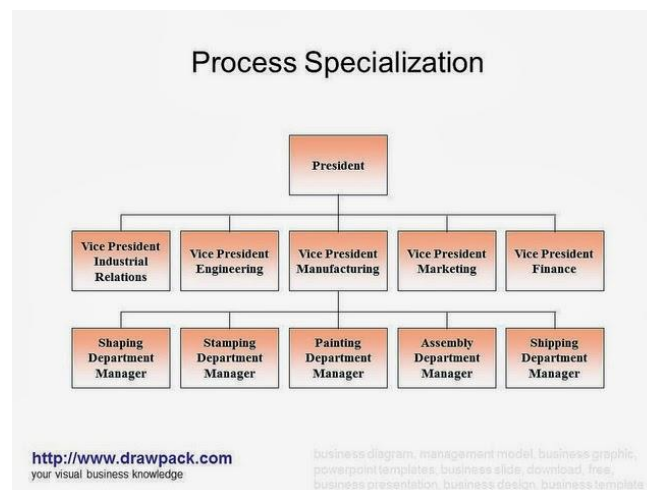 Process Specialization
President
Vice President
Industrial
Relations
Vice President
Engineering
Vice President
Manufacturing
Vice President
Marketing
Vice President
Finance
Shaping
Department
Manager
Stamping
Department
Manager
Painting
Department
Manager
Assembly
Department
Manager
Shipping
Department
Manager
http://www.drawpack.com
your visual business knowledge
business diagram, management model, business graphic,
powerpoint templates, business slide, download, free,
business presentation, business design, business template